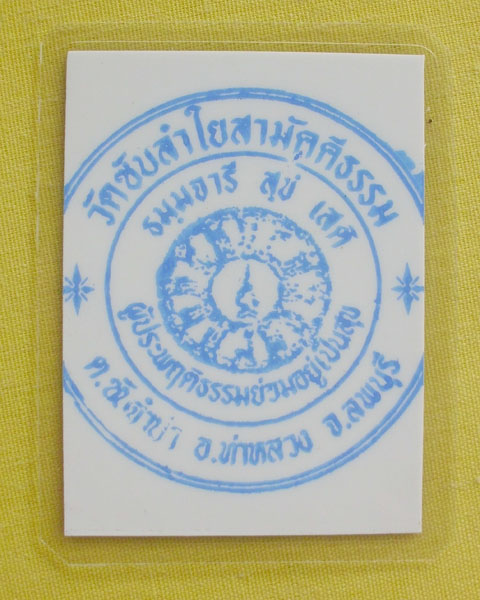 วัดซับลำใยสามัคคีธรรม
ธมฺมจารี สุขํ เสติ
ผู้ประพฤติธรรมย่อมอยู่เป็นสุข
ต.ซับจำปา อ.ท่าหลวง จ.ลพบุรี